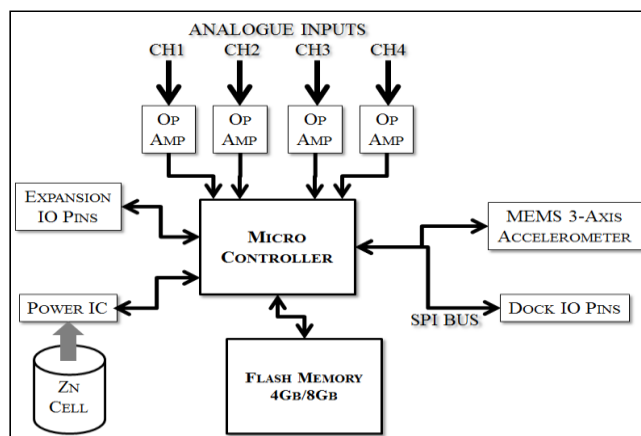 ANALOGUE INPUTS
CH1 CH2 CH3 CH4
OP AMP
OP AMP
OP AMP
OP AMP
EXPANSION
IO PINS
MICRO
CONTROLLER
MEMS 3-AXIS
ACCELEROMETER
POWER IC
DOCK IO PINS
SPI BUS
ZN
CELL
FLASH MEMORY
4GB/8GB